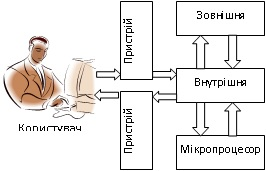 Користувач
Пристрій
Пристрій
Зовнішня
Внутрішня
Мікропроцесор